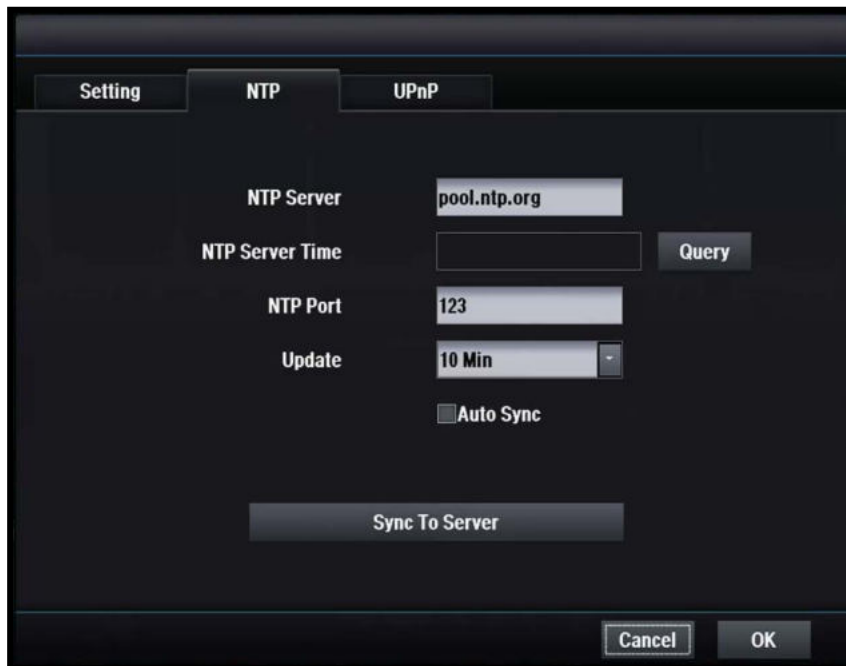 Setting NTP UPnP
NTP Server pool.ntp.org
NTP Server Time Query
NTP Port 123
Update 10 Min
Auto Sync
Sync To Server
Cancel OK